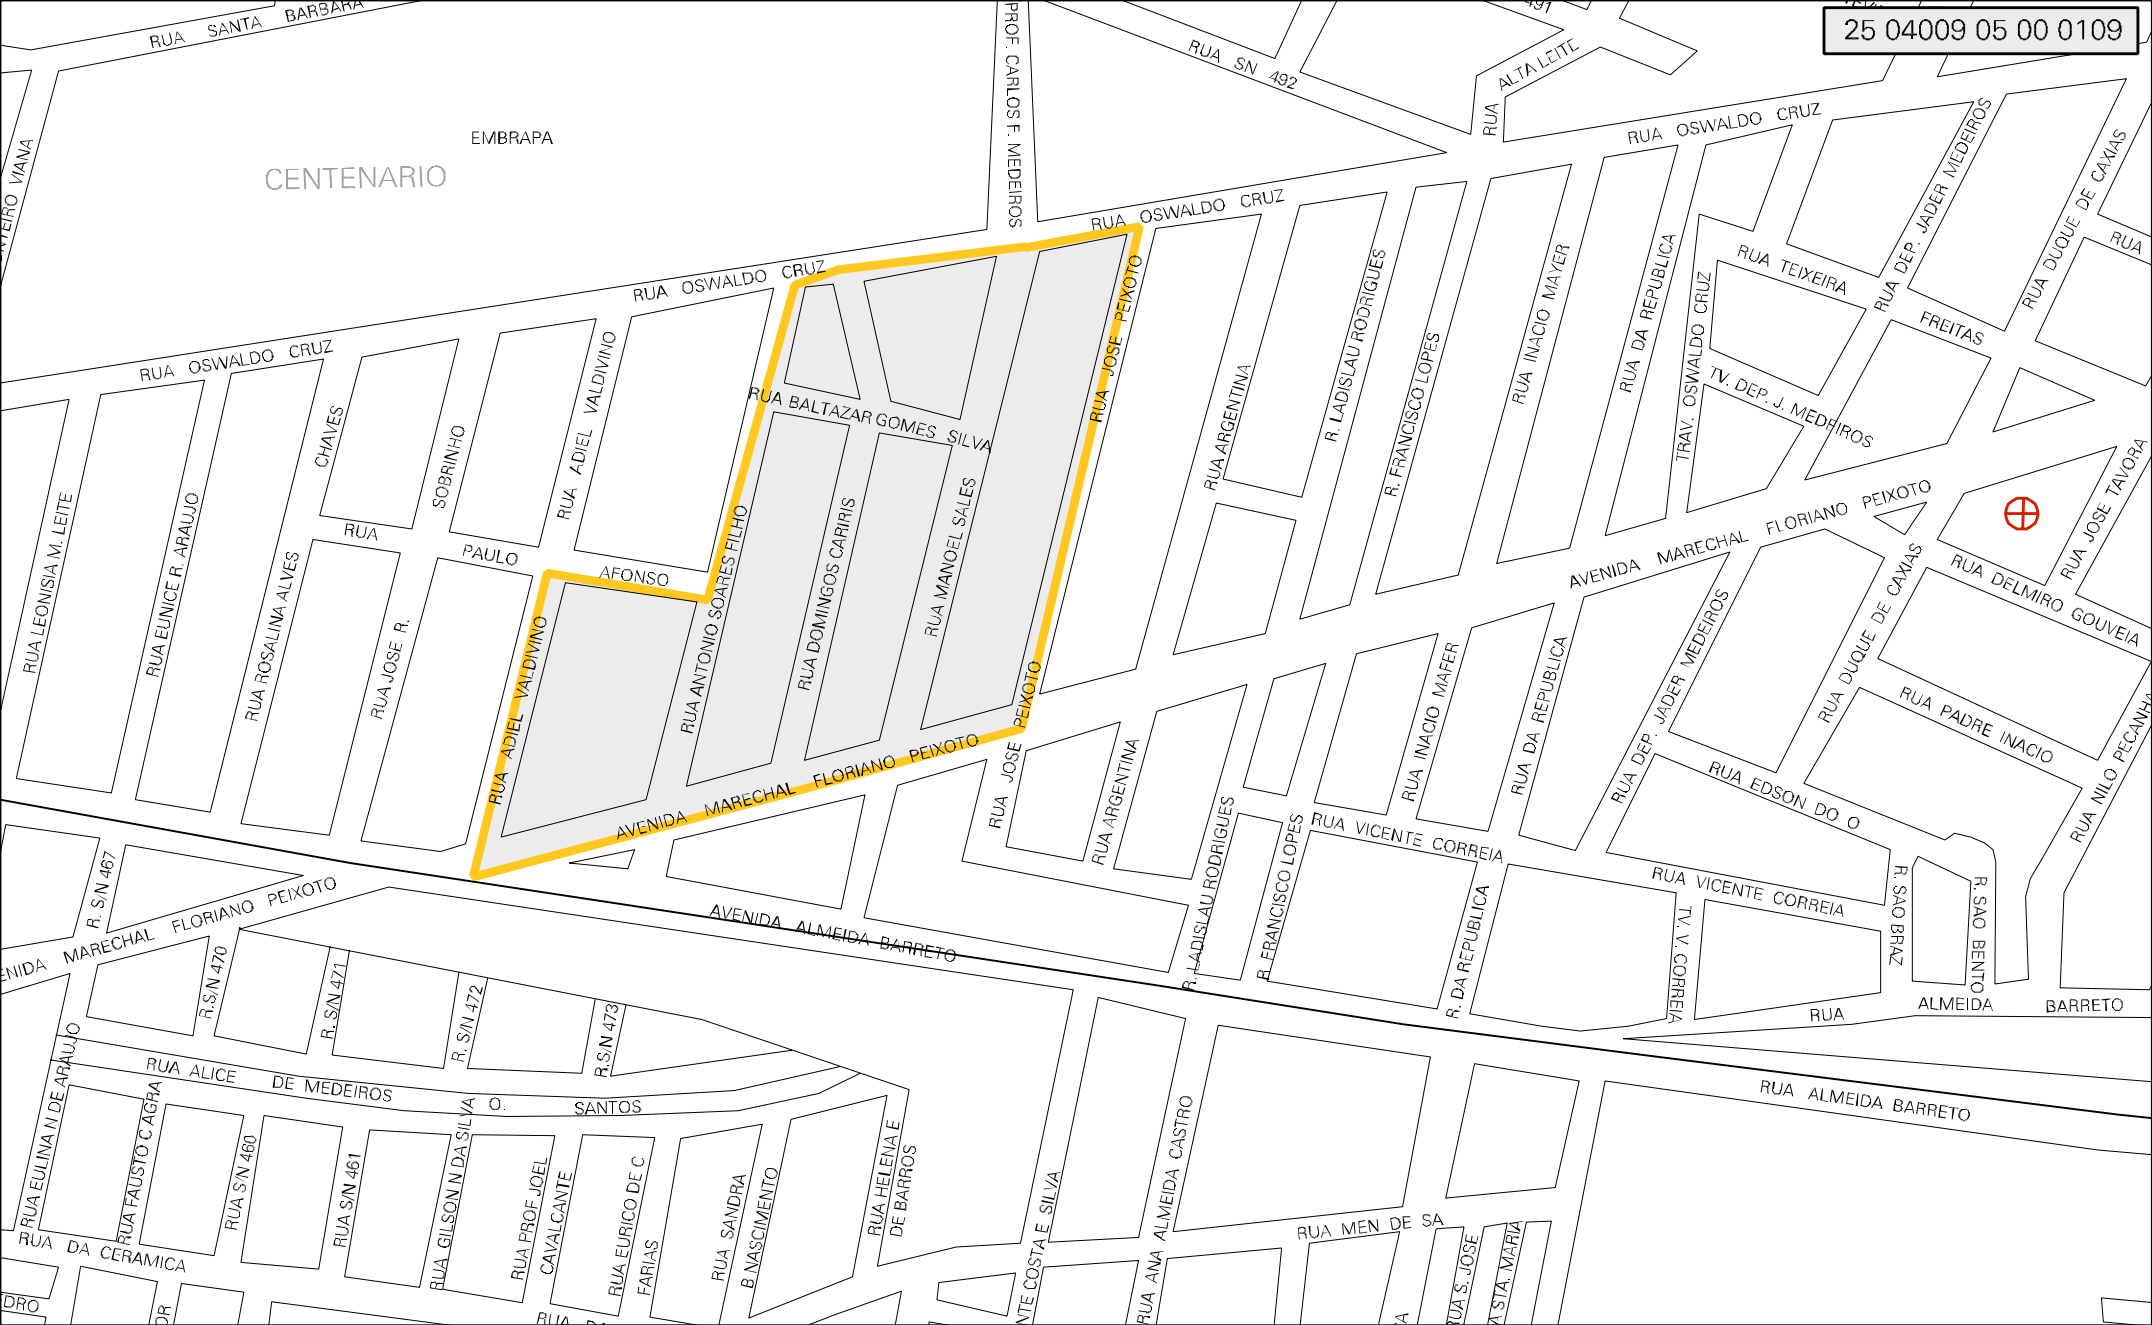 RUA SANTA BARBARA
PROF. CARLOS F. MEDEIROS
RUA SN 492
491
ALTA LEITE
RUA
25 04009 05 00 0109
EMBRAPA
CENTENARIO
RUA OSWALDO CRUZ
RUA OSWALDO CRUZ
RUA OSWALDO CRUZ
RUA OSWALDO CRUZ
RUA DEP. JADER MEDEIROS
RUA DUQUE DE CAXIAS
RUA
RUA TEIXEIRA
FREITAS
TRAV. OSWALDO CRUZ
TV. DEP. J. MEDEIROS
RUA DA REPUBLICA
RUA INACIO MAYER
R. FRANCISCO LOPES
R. LADISLAU RODRIGUES
RUA ARGENTINA
RUA JOSE PEIXOTO
RUA BALTAZAR GOMES SILVA
RUA ADIEL VALDIVINO
SOBRINHO
CHAVES
RUA
PAULO
AFONSO
RUA LEONISIA M. LEITE
RUA EUNICE R. ARAUJO
RUA ROSALINA ALVES
RUA JOSE R.
RUA ADIEL VALDIVINO
RUA ANTONIO SOARES FILHO
RUA DOMINGOS CARIRIS
RUA MANOEL SALES
RUA JOSE PEIXOTO
AVENIDA MARECHAL FLORIANO PEIXOTO
AVENIDA MARECHAL FLORIANO PEIXOTO
RUA JOSE TAVORA
RUA DELMIRO GOUVEIA
RUA DUQUE DE CAXIAS
RUA PADRE INACIO
RUA NILO PECANHA
RUA DEP. JADER MEDEIROS
RUA EDSON DO O
RUA DA REPUBLICA
RUA INACIO MAFER
RUA ARGENTINA
R. LADISLAU RODRIGUES
R. FRANCISCO LOPES
RUA VICENTE CORREIA
RUA VICENTE CORREIA
R. DA REPUBLICA
TV. V. CORREIA
R. SAO BRAZ
R. SAO BENTO
RUA
ALMEIDA
BARRETO
RUA ALMEIDA BARRETO
AVENIDA ALMEIDA BARRETO
R. S/N 467
ENIDA MARECHAL FLORIANO PEIXOTO
R.S/N 470
R. S/N 471
R. S/N 472
R.S/N 473
RUA ALICE DE MEDEIROS O. SANTOS
RUA EULINA N DE ARAUJO
RUA FAUSTO C AGRA
RUA S/N 460
RUA S/N 461
RUA GILSON N DA SILVA
RUA PROF JOEL
CAVALCANTE
RUA EURICO DE C
FARIAS
RUA SANDRA
B NASCIMENTO
RUA HELENA E
DE BARROS
NTE COSTA E SILVA
RUA ANA ALMEIDA CASTRO
RUA MEN DE SA
RUA S. JOSE
A STA. MARIA
RUA DA CERAMICA
EDRO
OR